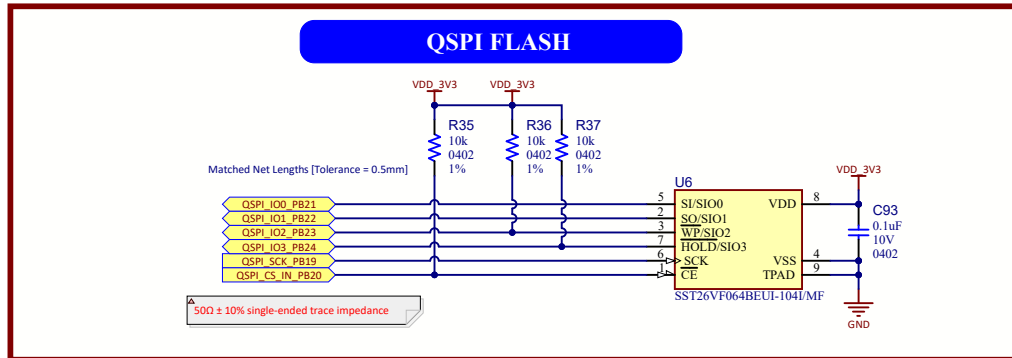 QSPI FLASH
VDD_3V3 VDD_3V3
R35 R36 R37
10k 10k 10k
0402 0402 0402
1% 1% 1%
Matched Net Lengths [Tolerance = 0.5mm]
VDD_3V3
U6
QSPI_IO0_PB21 5 SI/SIO0 VDD 8
QSPI_IO1_PB22 2 SO/SIO1
QSPI_IO2_PB23 3 WP/SIO2
QSPI_IO3_PB24 7 HOLD/SIO3
QSPI_SCK_PB19 6 SCK VSS 4
QSPI_CS_IN_PB20 1 CE TPAD 9
C93
0.1uF
10V
0402
SST26VF064BEUI-104I/MF
50Ω ± 10% single-ended trace impedance
GND